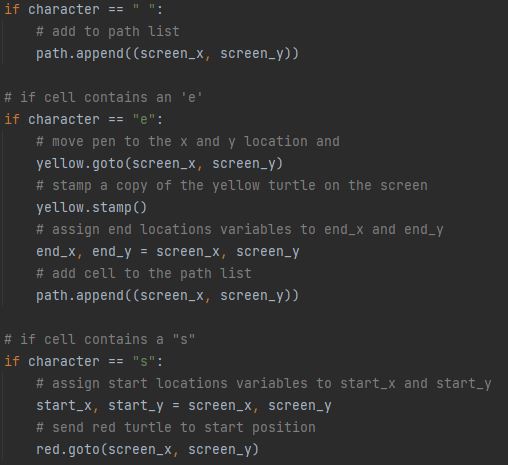 if character == " ":
# add to path list
path.append((screen_x, screen_y))
# if cell contains an 'e'
if character == "e":
# move pen to the x and y location and
yellow.goto(screen_x, screen_y)
# stamp a copy of the yellow turtle on the screen
yellow.stamp()
# assign end locations variables to end_x and end_y
end_x, end_y = screen_x, screen_y
# add cell to the path list
path.append((screen_x, screen_y))
# if cell contains a "s"
if character == "s":
# assign start locations variables to start_x and start_y
start_x, start_y = screen_x, screen_y
# send red turtle to start position
red.goto(screen_x, screen_y)